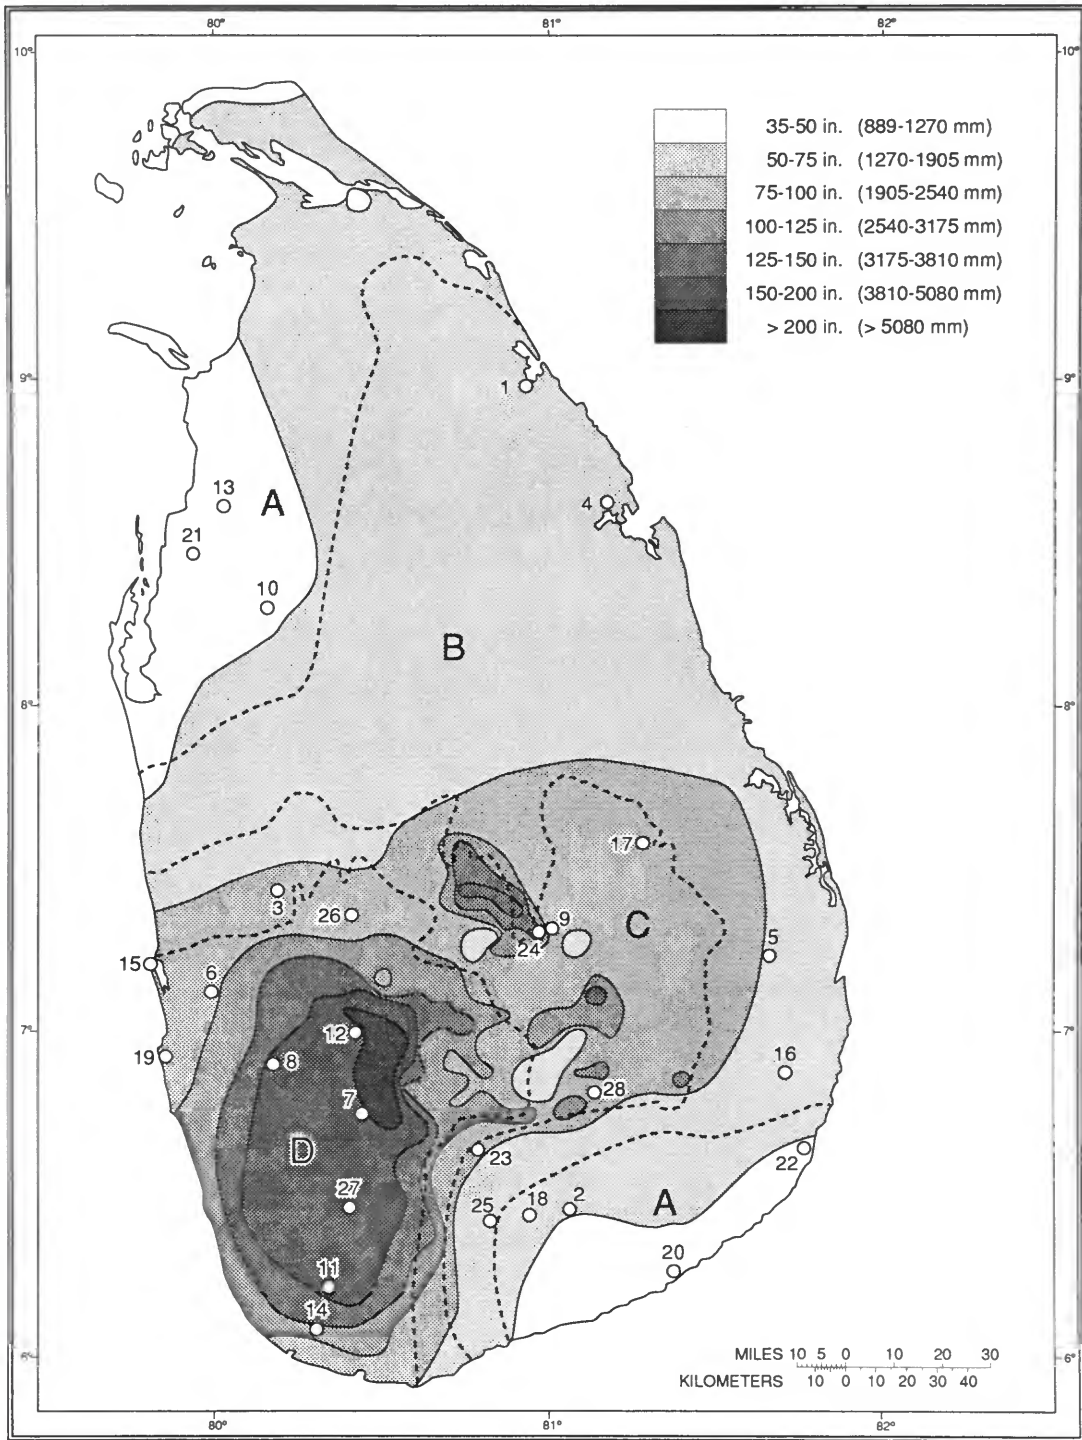 80° 81° 82°
10° 10°
35-50 in. (889-1270 mm)
50-75 in. (1270-1905 mm)
75-100 in. (1905-2540 mm)
100-125 in. (2540-3175 mm)
125-150 in. (3175-3810 mm)
150-200 in. (3810-5080 mm)
> 200 in. (> 5080 mm)
9° 9°
1
13 A
4
21
10
B
8° 8°
17
3
26
9
C
24
5
15
6
7° 7°
12
19
8
16
28
7
D
23
22
27
25 18 2
A
20
11
14
6° 6°
MILES 10 5 0 10 20 30
KILOMETERS 10 0 10 20 30 40
80° 81° 82°